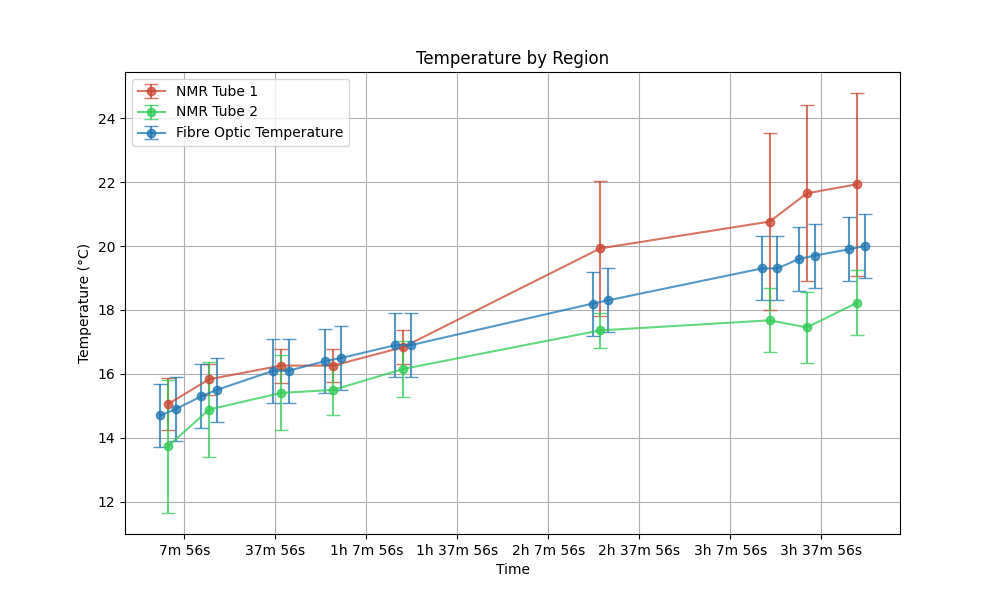 Temperature by Region
NMR Tube 1
NMR Tube 2
Fibre Optic Temperature
Temperature (°C)
24
22
20
18
16
14
12
7m 56s 37m 56s 1h 7m 56s 1h 37m 56s 2h 7m 56s 2h 37m 56s 3h 7m 56s 3h 37m 56s
Time